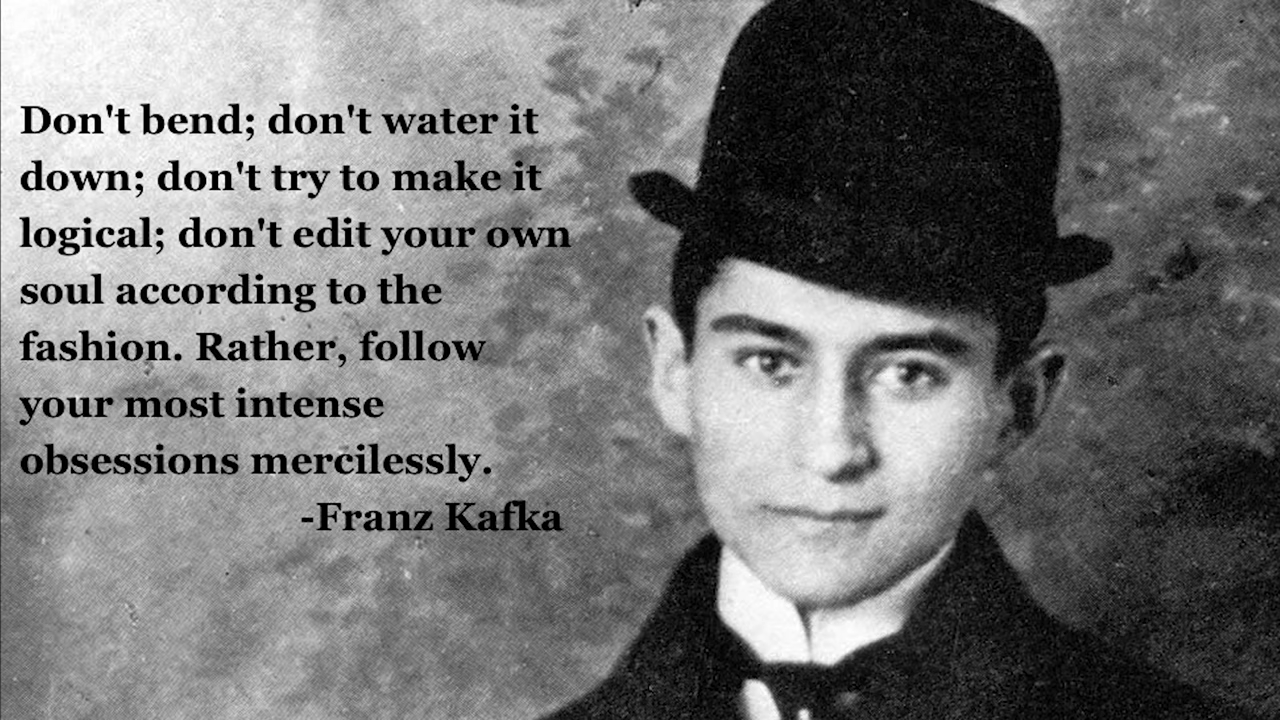 Don't bend; don't water it
down; don't try to make it
logical; don't edit your own
soul according to the
fashion. Rather, follow
your most intense
obsessions mercilessly.
-Franz Kafka